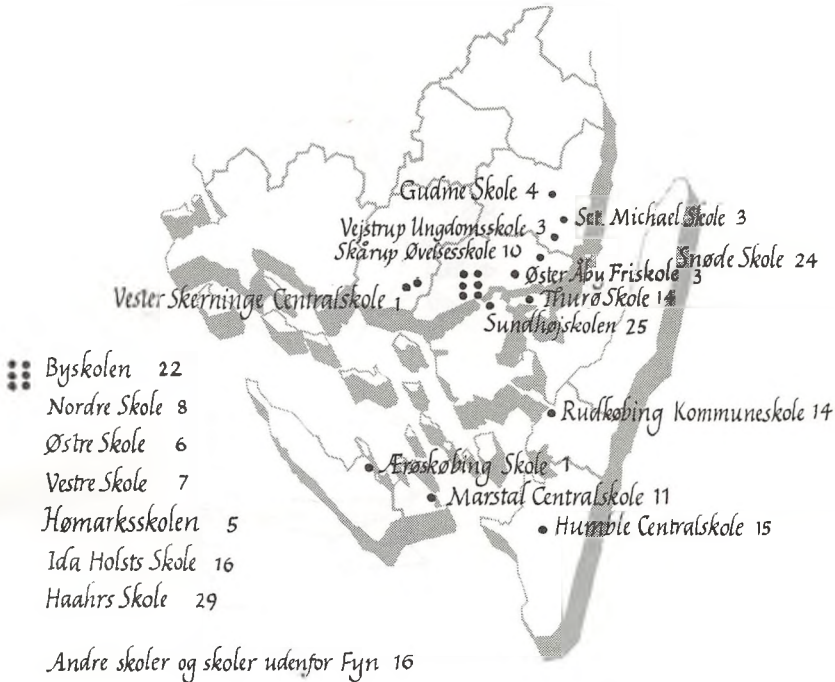 Gudme Skole 4
Sct. Michael Skole 3
Vejstrup Ungdomsskole 3
Skårup Øvelsesskole 10
Snøde Skole 24
Øster Åby Friskole 3
Vester Skerninge Centralskole 1
Thurø Skole 14
Sundhøjskolen 25
Byskolen 22
Nordre Skole 8
Østre Skole 6
Vestre Skole 7
Hømarksskolen 5
Ida Holsts Skole 16
Haahrs Skole 29
Rudkøbing Kommuneskole 14
Ærøskøbing Skole 1
Marstal Centralskole 11
Humble Centralskole 15
Andre skoler og skoler udenfor Fyn 16